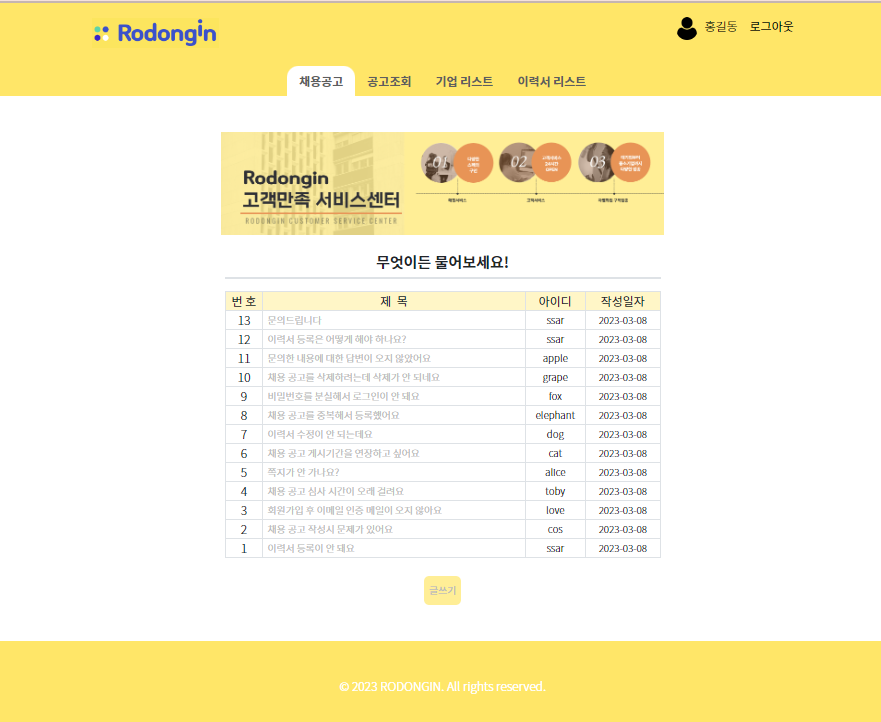 Rodongin
홍길동 로그아웃
채용공고 공고조회 기업 리스트 이력서 리스트
Rodongin
고객만족 서비스센터
RODONGIN CUSTOMER SERVICE CENTER
01 02 03
무엇이든 물어보세요!
번호 제 목 아이디 작성일자
13 문의드립니다 ssar 2023-03-08
12 이력서 등록은 어떻게 해야 하나요? ssar 2023-03-08
11 문의한 내용에 대한 답변이 오지 않았어요 apple 2023-03-08
10 채용 공고를 삭제하려는데 삭제가 안 되네요 grape 2023-03-08
9 비밀번호를 분실해서 로그인이 안 돼요 fox 2023-03-08
8 채용 공고를 중복해서 등록했어요 elephant 2023-03-08
7 이력서 수정이 안 되는데요 dog 2023-03-08
6 채용 공고 게시기간을 연장하고 싶어요 cat 2023-03-08
5 쪽지가 안 가나요? alice 2023-03-08
4 채용 공고 심사 시간이 오래 걸려요 toby 2023-03-08
3 회원가입 후 이메일 인증 메일이 오지 않아요 love 2023-03-08
2 채용 공고 작성시 문제가 있어요 cos 2023-03-08
1 이력서 등록이 안 돼요 ssar 2023-03-08
글쓰기
© 2023 RODONGIN. All rights reserved.